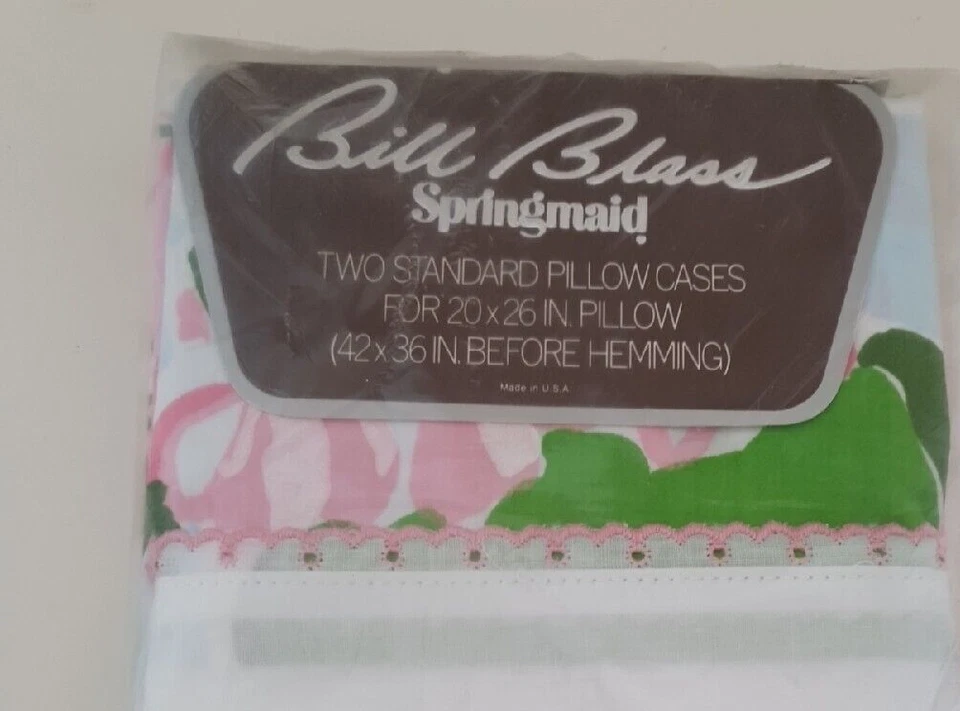 Bill Blass
Springmaid
TWO STANDARD PILLOW CASES
FOR 20 x 26 IN. PILLOW
(42 x 36 IN. BEFORE HEMMING)
Made in U.S.A.